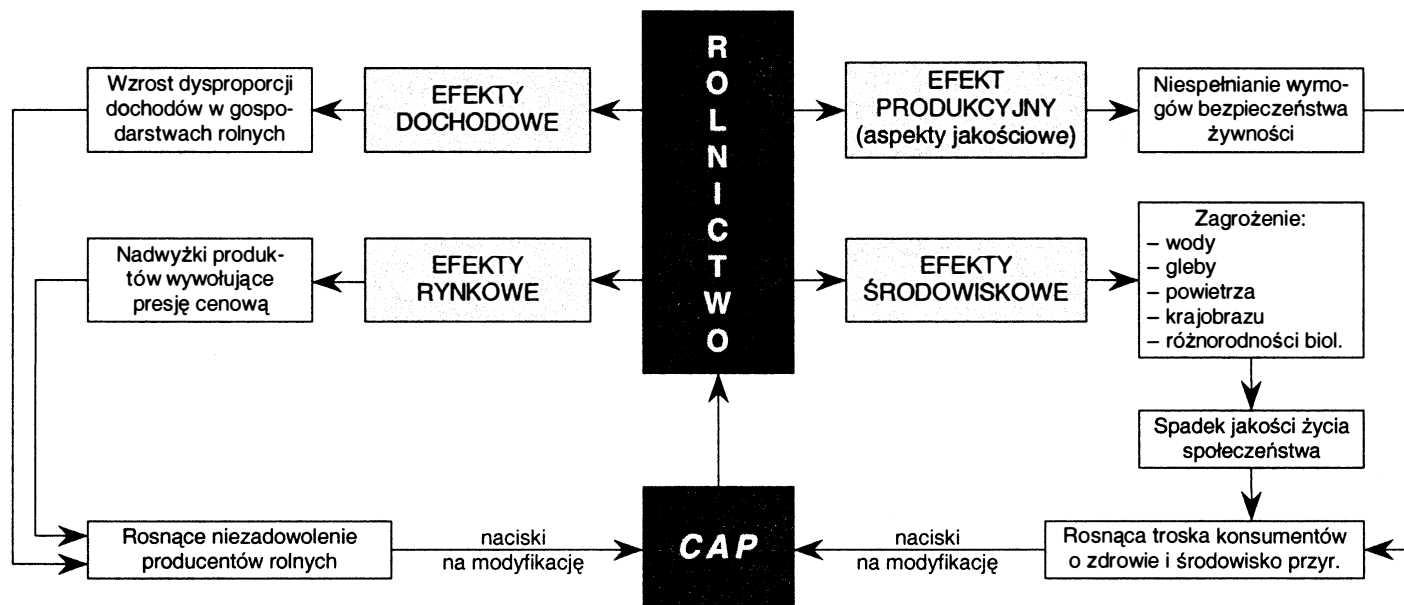 Wzrost dysproporcji
dochodów w gospo-
darstwach rolnych
EFEKTY
DOCHODOWE
ROLNICTWO
EFEKT
PRODUKCYJNY
(aspekty jakościowe)
Niespełnianie wymo-
gów bezpieczeństwa
żywności
Nadwyżki produk-
tów wywołujące
presję cenową
EFEKTY
RYNKOWE
EFEKTY
ŚRODOWISKOWE
Zagrożenie:
– wody
– gleby
– powietrza
– krajobrazu
– różnorodności biol.
Spadek jakości życia
społeczeństwa
Rosnące niezadowolenie
producentów rolnych
naciski
na modyfikację
CAP
naciski
na modyfikację
Rosnąca troska konsumentów
o zdrowie i środowisko przyr.